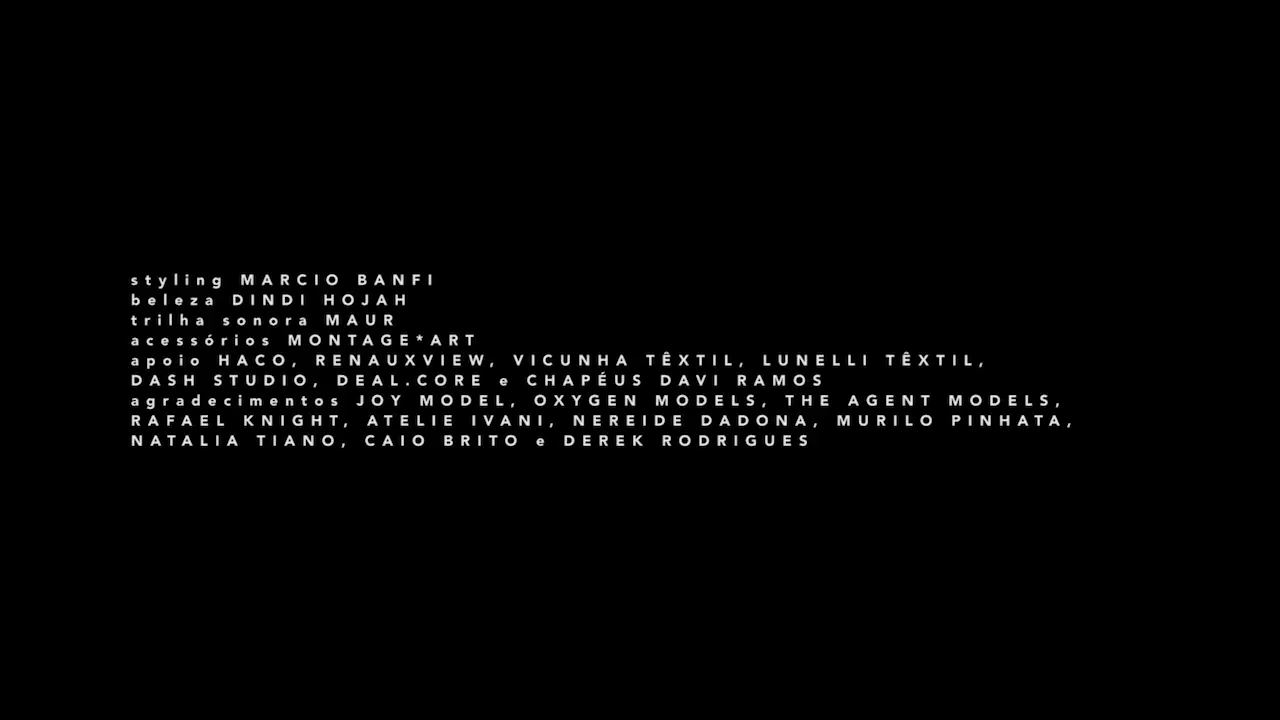 styling MARCIO BANFI
beleza DINDI HOJAH
trilha sonora MAUR
acessórios MONTAGE*ART
apoio HACO, RENAUXVIEW, VICUNHA TÊXTIL, LUNELLI TÊXTIL,
DASH STUDIO, DEAL.CORE e CHAPÉUS DAVI RAMOS
agradecimentos JOY MODEL, OXYGEN MODELS, THE AGENT MODELS,
RAFAEL KNIGHT, ATELIE IVANI, NEREIDE DADONA, MURILO PINHATA,
NATALIA TIANO, CAIO BRITO e DEREK RODRIGUES